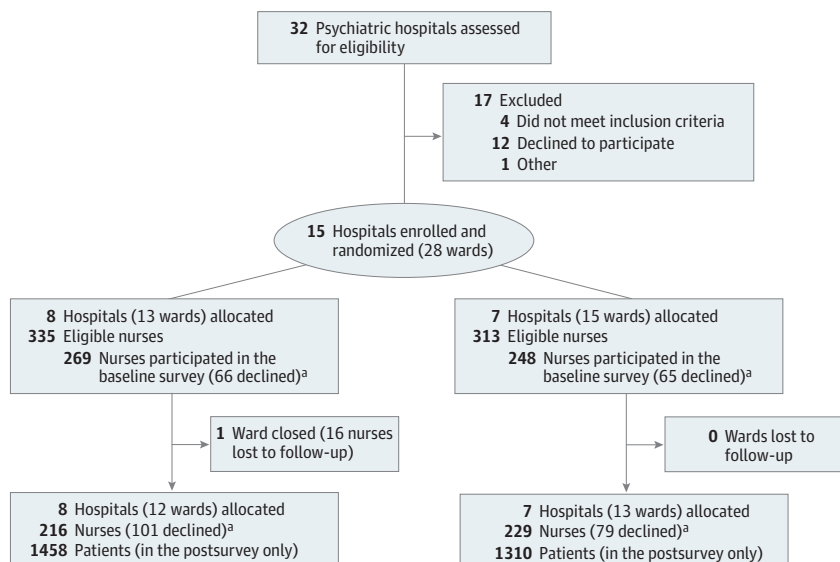 32 Psychiatric hospitals assessed
for eligibility
17 Excluded
4 Did not meet inclusion criteria
12 Declined to participate
1 Other
15 Hospitals enrolled and
randomized (28 wards)
8 Hospitals (13 wards) allocated
335 Eligible nurses
269 Nurses participated in the
baseline survey (66 declined)a
7 Hospitals (15 wards) allocated
313 Eligible nurses
248 Nurses participated in the
baseline survey (65 declined)a
1 Ward closed (16 nurses
lost to follow-up)
0 Wards lost to
follow-up
8 Hospitals (12 wards) allocated
216 Nurses (101 declined)a
1458 Patients (in the postsurvey only)
7 Hospitals (13 wards) allocated
229 Nurses (79 declined)a
1310 Patients (in the postsurvey only)